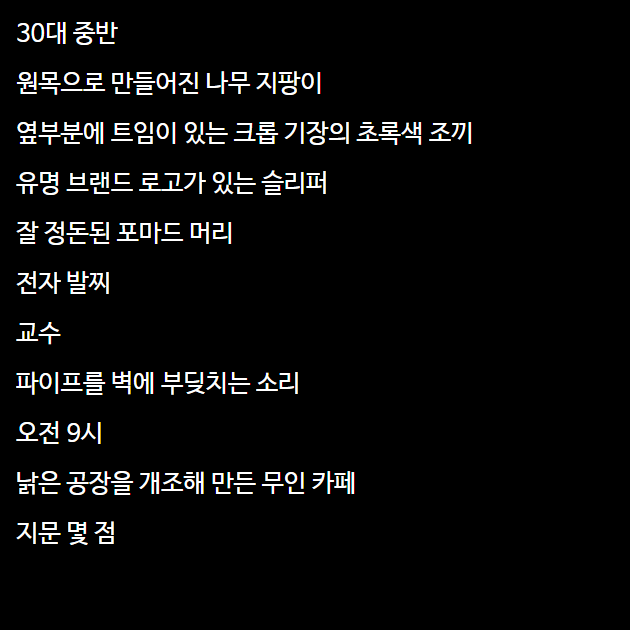 30대 중반
원목으로 만들어진 나무 지팡이
옆부분에 트임이 있는 크롭 기장의 초록색 조끼
유명 브랜드 로고가 있는 슬리퍼
잘 정돈된 포마드 머리
전자 발찌
교수
파이프를 벽에 부딪치는 소리
오전 9시
낡은 공장을 개조해 만든 무인 카페
지문 몇 점